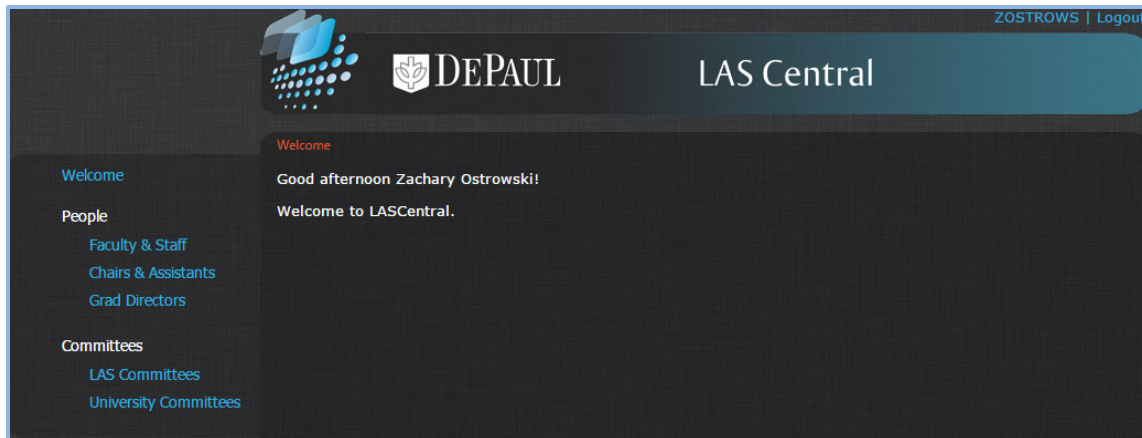 ZOSTROWS | Logout
DEPAUL LAS Central
Welcome
Good afternoon Zachary Ostrowski!
Welcome to LASCentral.
Welcome
People
Faculty & Staff
Chairs & Assistants
Grad Directors
Committees
LAS Committees
University Committees